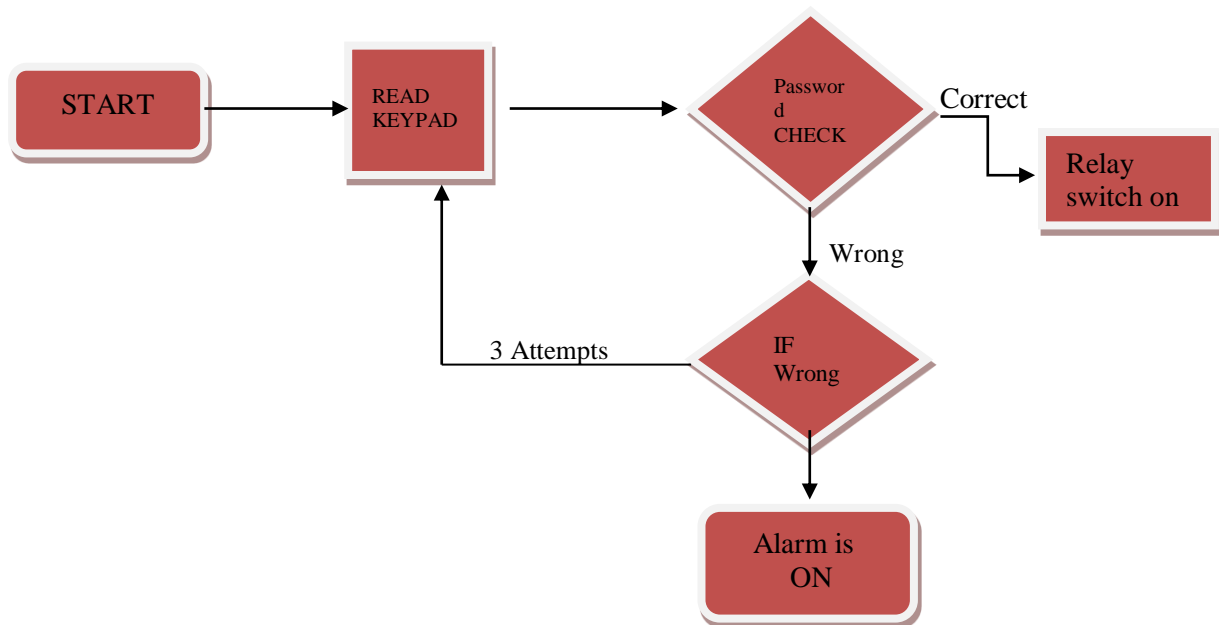 START
READ
KEYPAD
Passwor
d
CHECK
Correct
Relay
switch on
Wrong
3 Attempts
IF
Wrong
Alarm is
ON